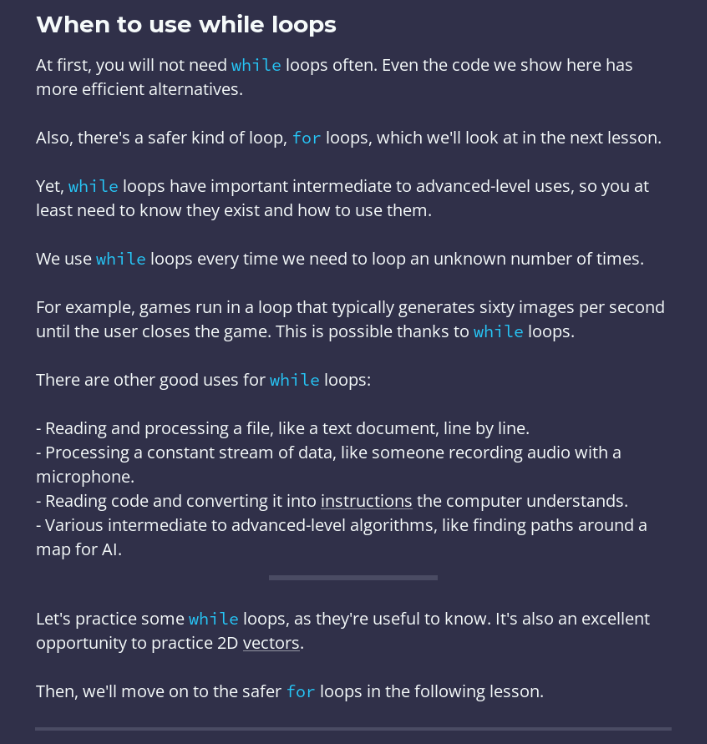 When to use while loops
At first, you will not need while loops often. Even the code we show here has
more efficient alternatives.
Also, there's a safer kind of loop, for loops, which we'll look at in the next lesson.
Yet, while loops have important intermediate to advanced-level uses, so you at
least need to know they exist and how to use them.
We use while loops every time we need to loop an unknown number of times.
For example, games run in a loop that typically generates sixty images per second
until the user closes the game. This is possible thanks to while loops.
There are other good uses for while loops:
- Reading and processing a file, like a text document, line by line.
- Processing a constant stream of data, like someone recording audio with a
microphone.
- Reading code and converting it into instructions the computer understands.
- Various intermediate to advanced-level algorithms, like finding paths around a
map for AI.
Let's practice some while loops, as they're useful to know. It's also an excellent
opportunity to practice 2D vectors.
Then, we'll move on to the safer for loops in the following lesson.